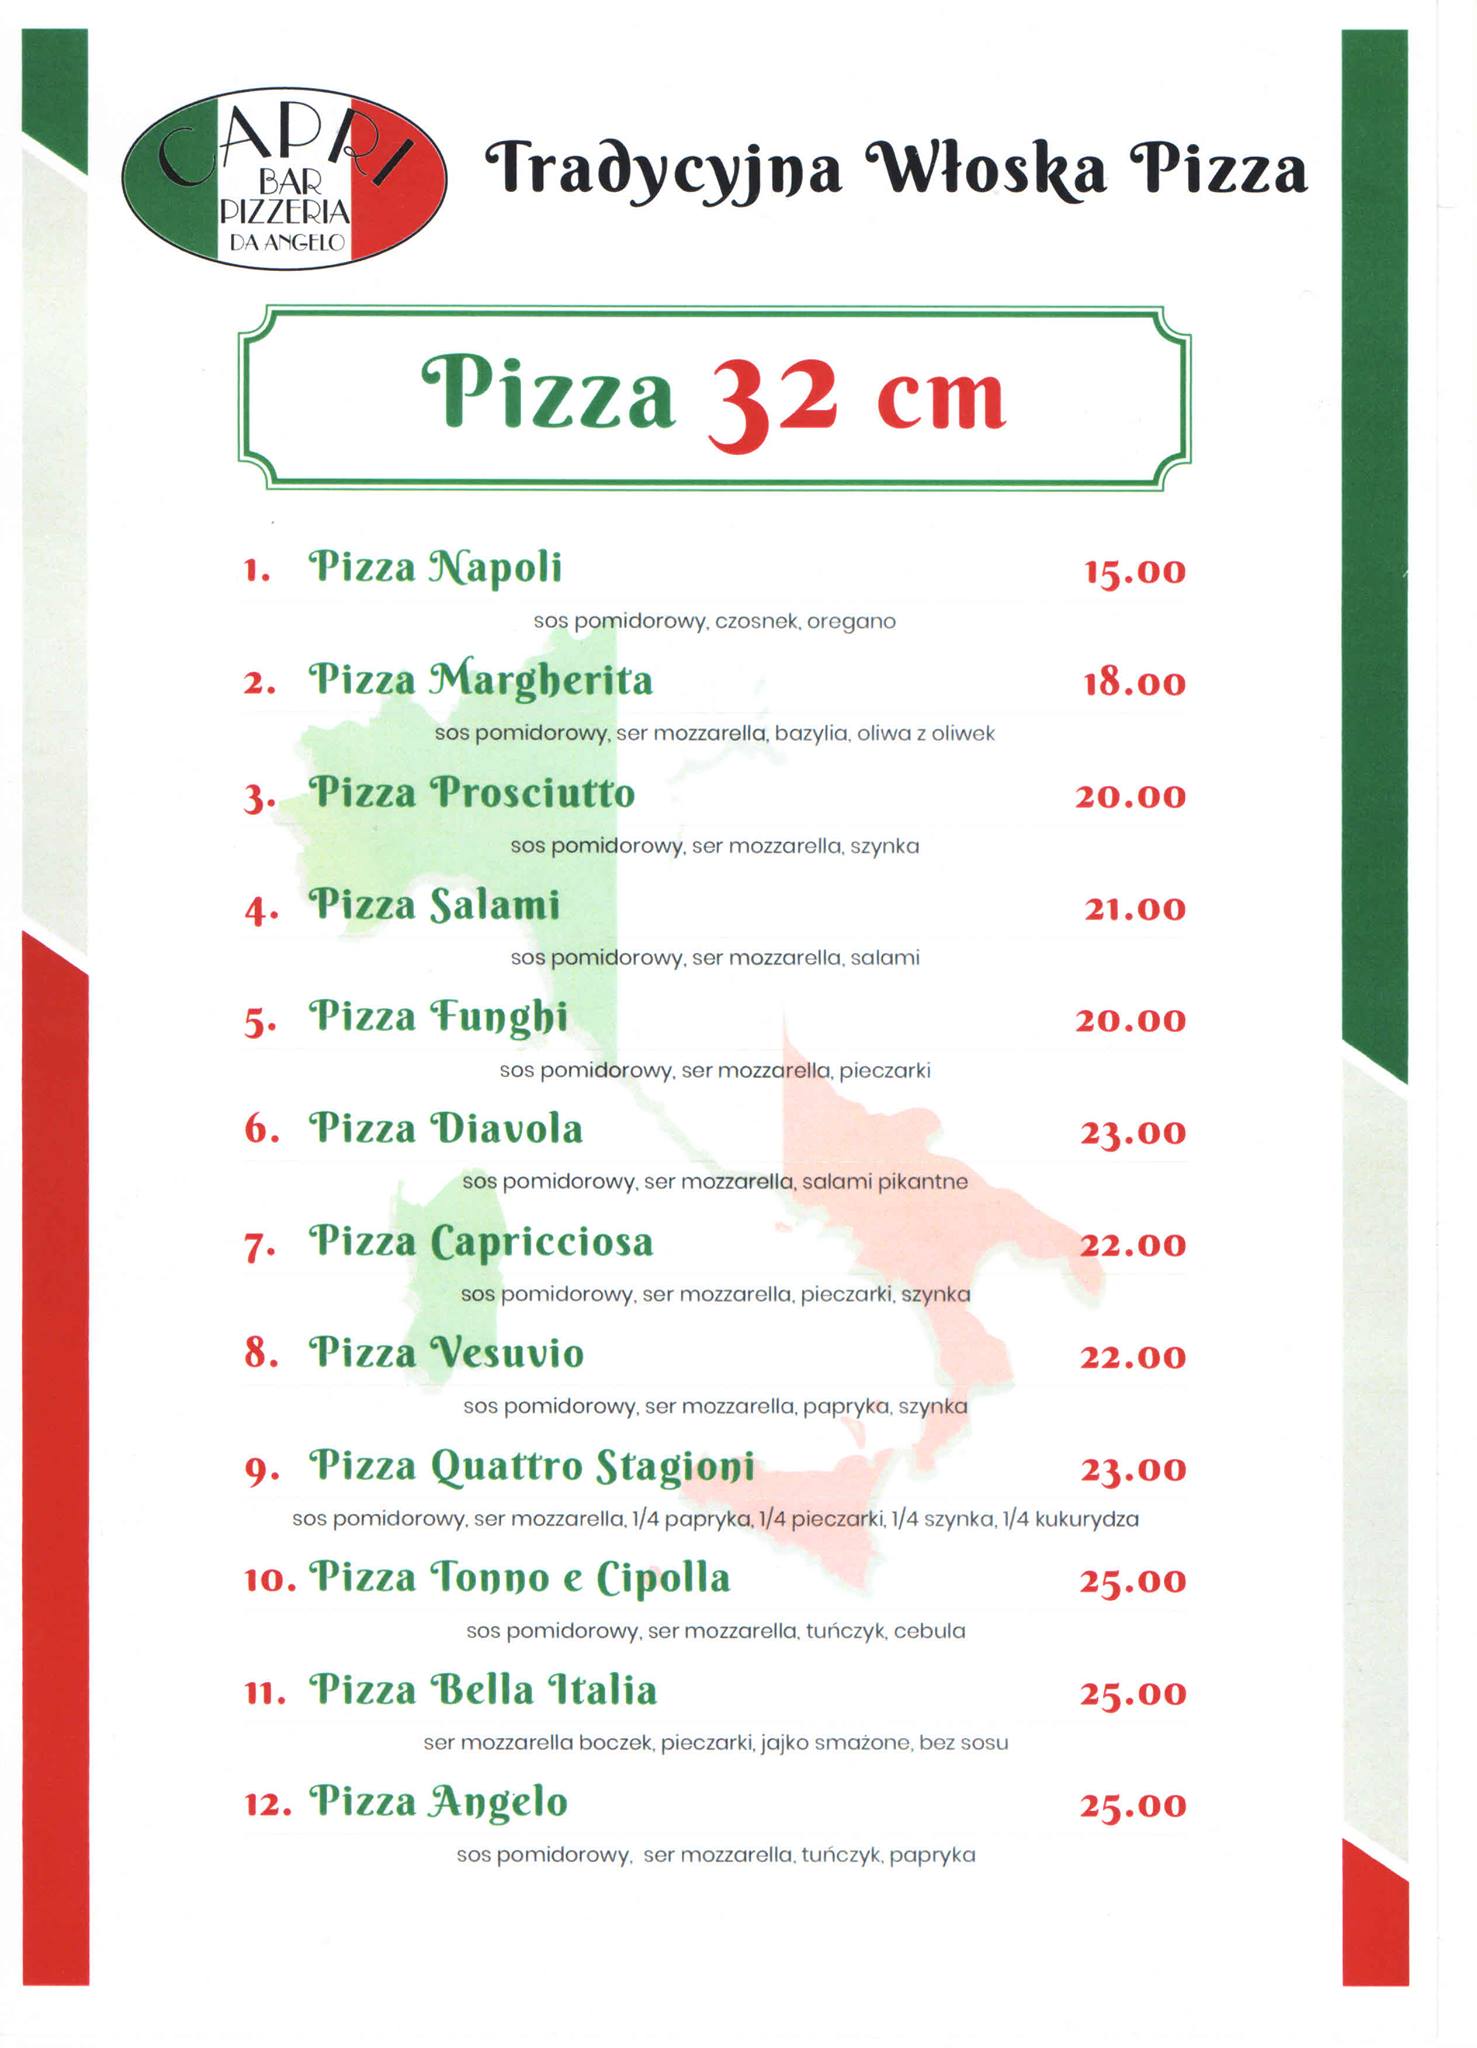 CAPRI
BAR
PIZZERIA
DA ANGELO
Tradycyjna Włoska Pizza
Pizza 32 cm
1. Pizza Napoli 15.00
sos pomidorowy, czosnek, oregano
2. Pizza Margherita 18.00
sos pomidorowy, ser mozzarella, bazylia, oliwa z oliwek
3. Pizza Prosciutto 20.00
sos pomidorowy, ser mozzarella, szynka
4. Pizza Salami 21.00
sos pomidorowy, ser mozzarella, salami
5. Pizza Funghi 20.00
sos pomidorowy, ser mozzarella, pieczarki
6. Pizza Diavola 23.00
sos pomidorowy, ser mozzarella, salami pikantne
7. Pizza Capricciosa 22.00
sos pomidorowy, ser mozzarella, pieczarki, szynka
8. Pizza Vesuvio 22.00
sos pomidorowy, ser mozzarella, papryka, szynka
9. Pizza Quattro Stagioni 23.00
sos pomidorowy, ser mozzarella, 1/4 papryka, 1/4 pieczarki, 1/4 szynka, 1/4 kukurydza
10. Pizza Tonno e Cipolla 25.00
sos pomidorowy, ser mozzarella, tuńczyk, cebula
11. Pizza Bella Italia 25.00
ser mozzarella boczek, pieczarki, jajko smażone, bez sosu
12. Pizza Angelo 25.00
sos pomidorowy, ser mozzarella, tuńczyk, papryka